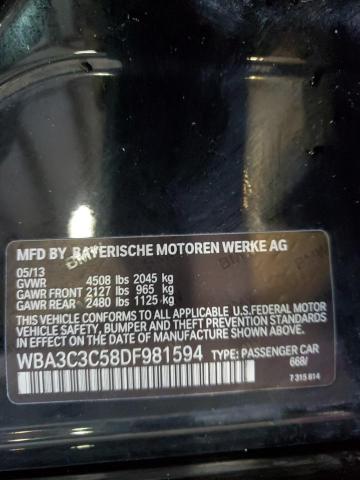 MFD BY BAYERISCHE MOTOREN WERKE AG
05/13
GVWR 4508 lbs 2045 kg
GAWR FRONT 2127 lbs 965 kg
GAWR REAR 2480 lbs 1125 kg
THIS VEHICLE CONFORMS TO ALL APPLICABLE U.S. FEDERAL MOTOR
VEHICLE SAFETY, BUMPER, AND THEFT PREVENTION STANDARDS
IN EFFECT ON THE DATE OF MANUFACTURE SHOWN ABOVE.
WBA3C3C58DF981594 TYPE: PASSENGER CAR
668/
7 315 814